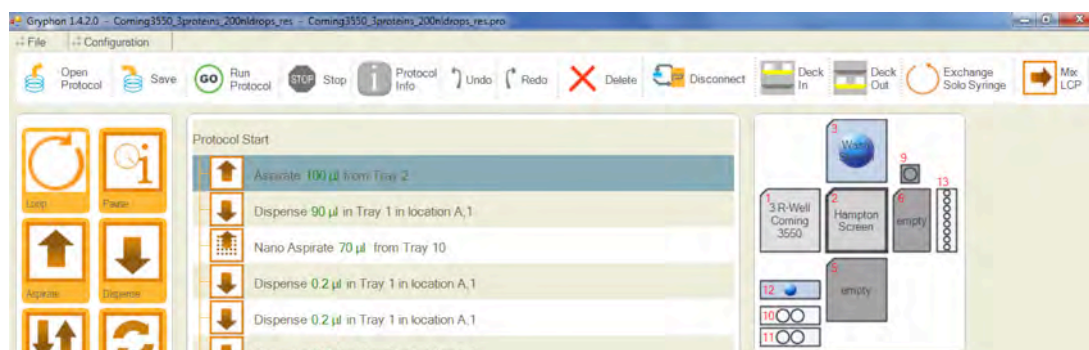 Gryphon 1.4.2.0 - Corning3550_3proteins_200nldrops_res - Corning3550_3proteins_200nldrops_res.pro
File Configuration
Open Protocol Save GO Run Protocol STOP Stop i Protocol Info Undo Redo Delete Disconnect Deck In Deck Out Exchange Solo Syringe Mix LCP
Loop Pause
Aspirate Dispense
Protocol Start
Aspirate 100 µl from Tray 2
Dispense 90 µl in Tray 1 in location A,1
Nano Aspirate 70 µl from Tray 10
Dispense 0.2 µl in Tray 1 in location A,1
Dispense 0.2 µl in Tray 1 in location A,1
3
9
13
1
3 R-Well
Corning
3550
2
Hampton
Screen
6
empty
5
empty
12
10
11